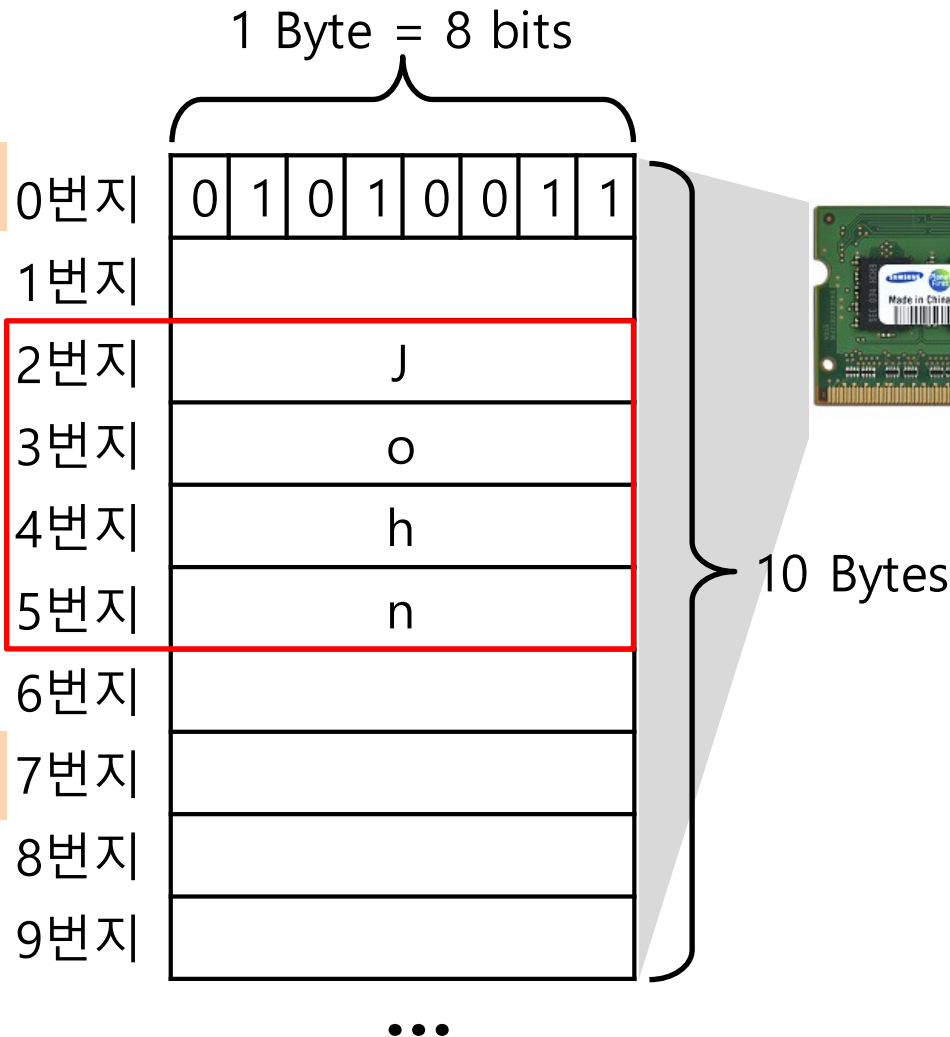 1 Byte = 8 bits
0번지 0 1 0 1 0 0 1 1
1번지
2번지 J
3번지 o
4번지 h
5번지 n
6번지
7번지
8번지
9번지
10 Bytes
SAMSUNG
Planet First
Made in China
...